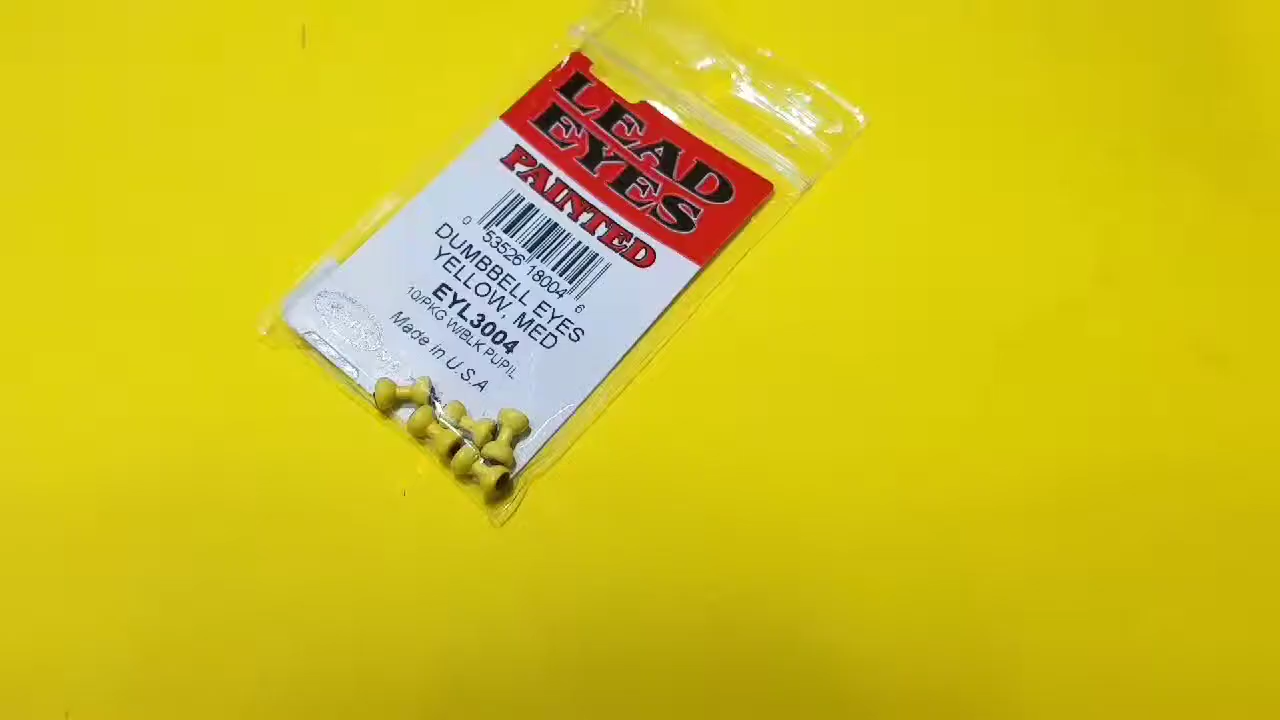 LEAD
EYES
PAINTED
0 53526 18004 6
DUMBBELL EYES
YELLOW, MED
EYL3004
10/PKG W/BLK PUPIL
Made in U.S.A